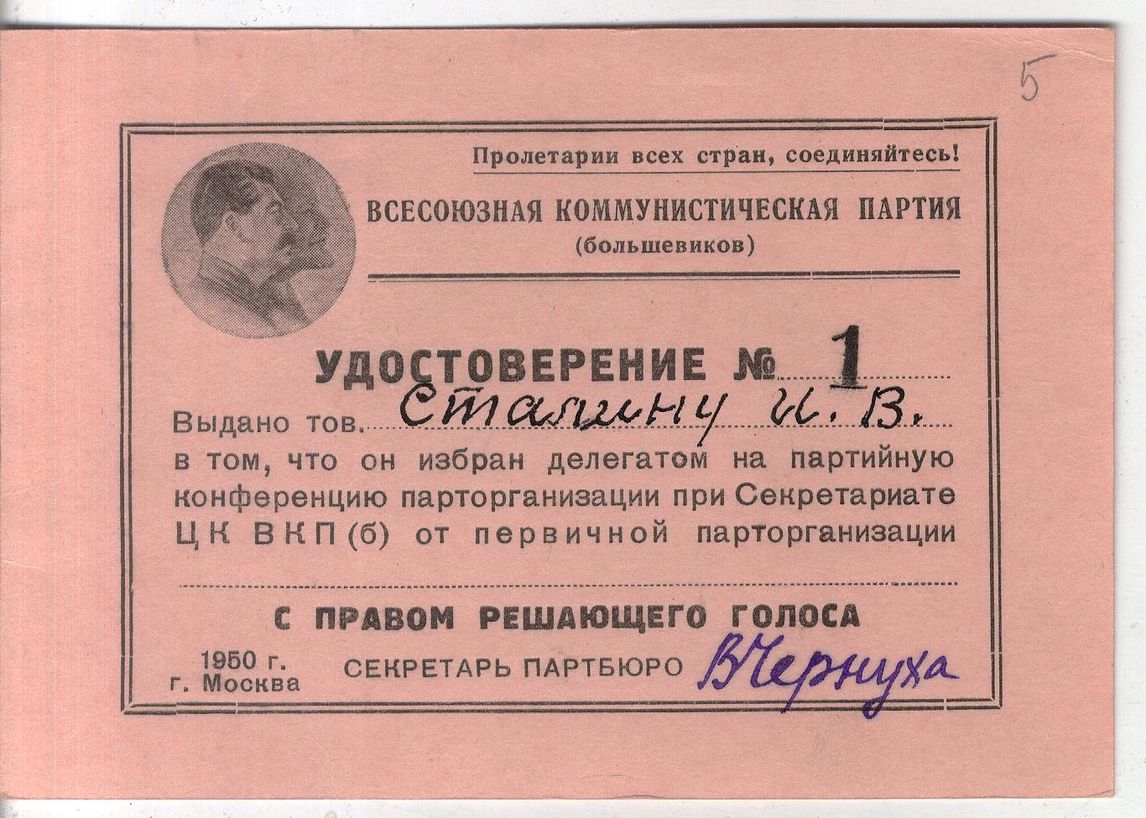 5
Пролетарии всех стран, соединяйтесь!
ВСЕСОЮЗНАЯ КОММУНИСТИЧЕСКАЯ ПАРТИЯ
(большевиков)
УДОСТОВЕРЕНИЕ № 1
Выдано тов. Сталину И. В.
в том, что он избран делегатом на партийную
конференцию парторганизации при Секретариате
ЦК ВКП(б) от первичной парторганизации
С ПРАВОМ РЕШАЮЩЕГО ГОЛОСА
1950 г.
г. Москва
СЕКРЕТАРЬ ПАРТБЮРО ВЧернуха